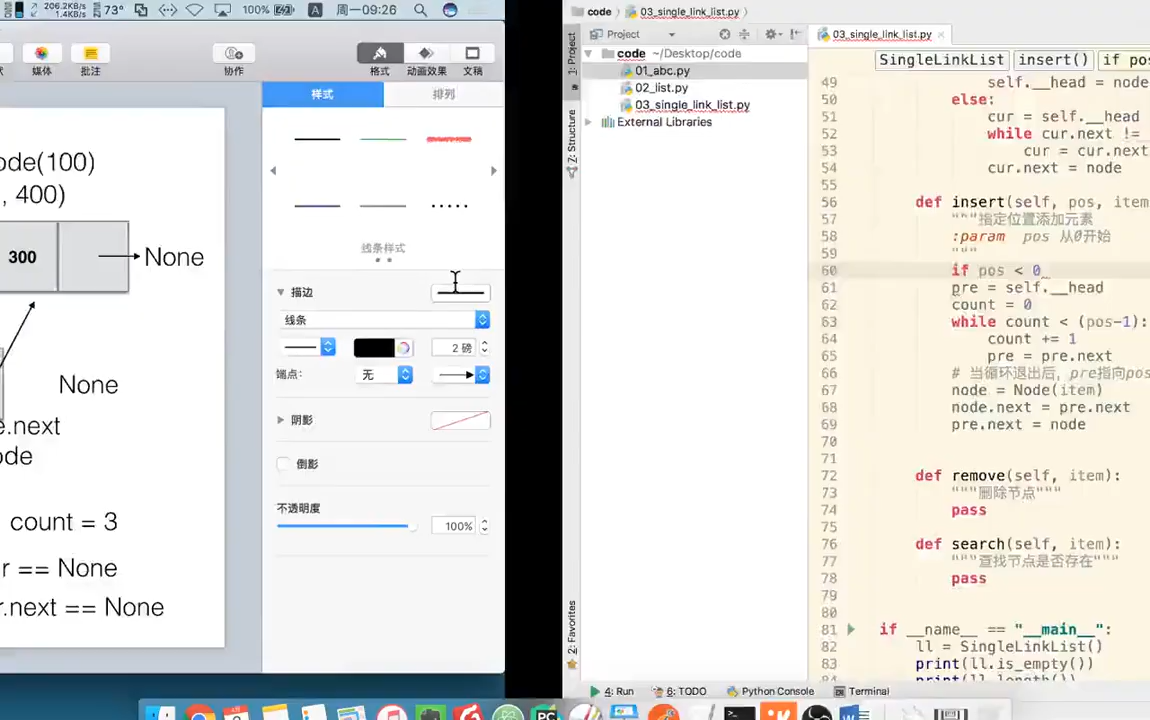 206.2KB/s
1.4KB/s
73°
100%
A
周一09:26
媒体
批注
协作
格式
动画效果
文稿
样式
排列
ode(100)
, 400)
300
None
None
e.next
ode
count = 3
r == None
r.next == None
线条样式
描边
线条
2 磅
端点:
无
阴影
倒影
不透明度
100%
code
03_single_link_list.py
Project
1: Project
Z: Structure
2: Favorites
code ~/Desktop/code
01_abc.py
02_list.py
03_single_link_list.py
External Libraries
03_single_link_list.py
SingleLinkList insert() if pos
49 self.__head = node
50 else:
51 cur = self.__head
52 while cur.next !=
53 cur = cur.next
54 cur.next = node
55
56 def insert(self, pos, item
57 """指定位置添加元素
58 :param pos 从0开始
59 """
60 if pos < 0
61 pre = self.__head
62 count = 0
63 while count < (pos-1):
64 count += 1
65 pre = pre.next
66 # 当循环退出后, pre指向pos
67 node = Node(item)
68 node.next = pre.next
69 pre.next = node
70
71
72 def remove(self, item):
73 """删除节点"""
74 pass
75
76 def search(self, item):
77 """查找节点是否存在"""
78 pass
79
80
81 if __name__ == "__main__":
82 ll = SingleLinkList()
83 print(ll.is_empty())
84 print(ll.length())
4: Run
6: TODO
Python Console
Terminal
PC